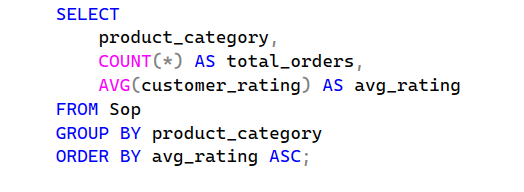 SELECT
    product_category,
    COUNT(*) AS total_orders,
    AVG(customer_rating) AS avg_rating
FROM Sop
GROUP BY product_category
ORDER BY avg_rating ASC;